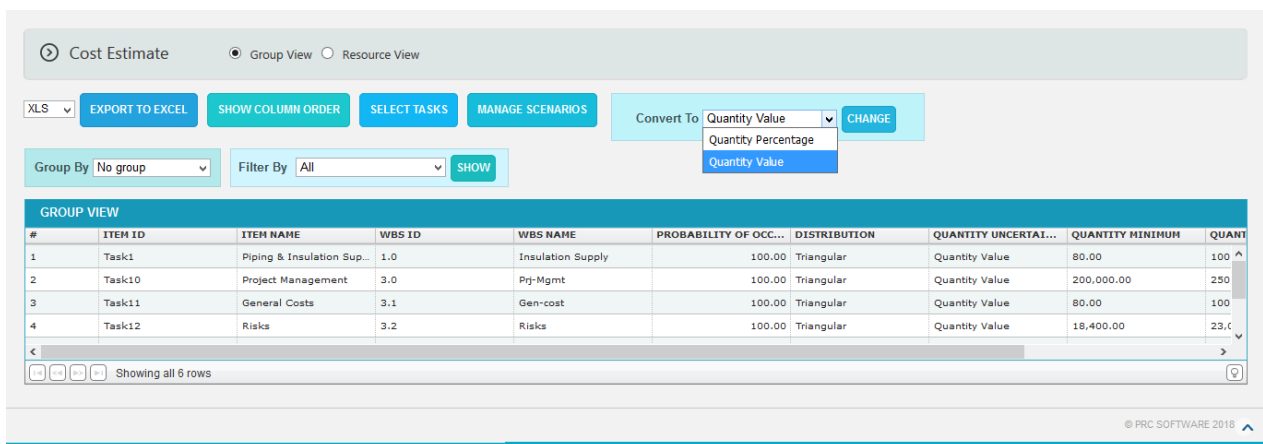 Cost Estimate
Group View Resource View
XLS EXPORT TO EXCEL SHOW COLUMN ORDER SELECT TASKS MANAGE SCENARIOS Convert To Quantity Value CHANGE
Quantity Percentage
Quantity Value
Group By No group Filter By All SHOW
GROUP VIEW
# ITEM ID ITEM NAME WBS ID WBS NAME PROBABILITY OF OCC... DISTRIBUTION QUANTITY UNCERTAI... QUANTITY MINIMUM QUANT
1 Task1 Piping & Insulation Sup... 1.0 Insulation Supply 100.00 Triangular Quantity Value 80.00 100
2 Task10 Project Management 3.0 Prj-Mgmt 100.00 Triangular Quantity Value 200,000.00 250
3 Task11 General Costs 3.1 Gen-cost 100.00 Triangular Quantity Value 80.00 100
4 Task12 Risks 3.2 Risks 100.00 Triangular Quantity Value 18,400.00 23,0
Showing all 6 rows
© PRC SOFTWARE 2018